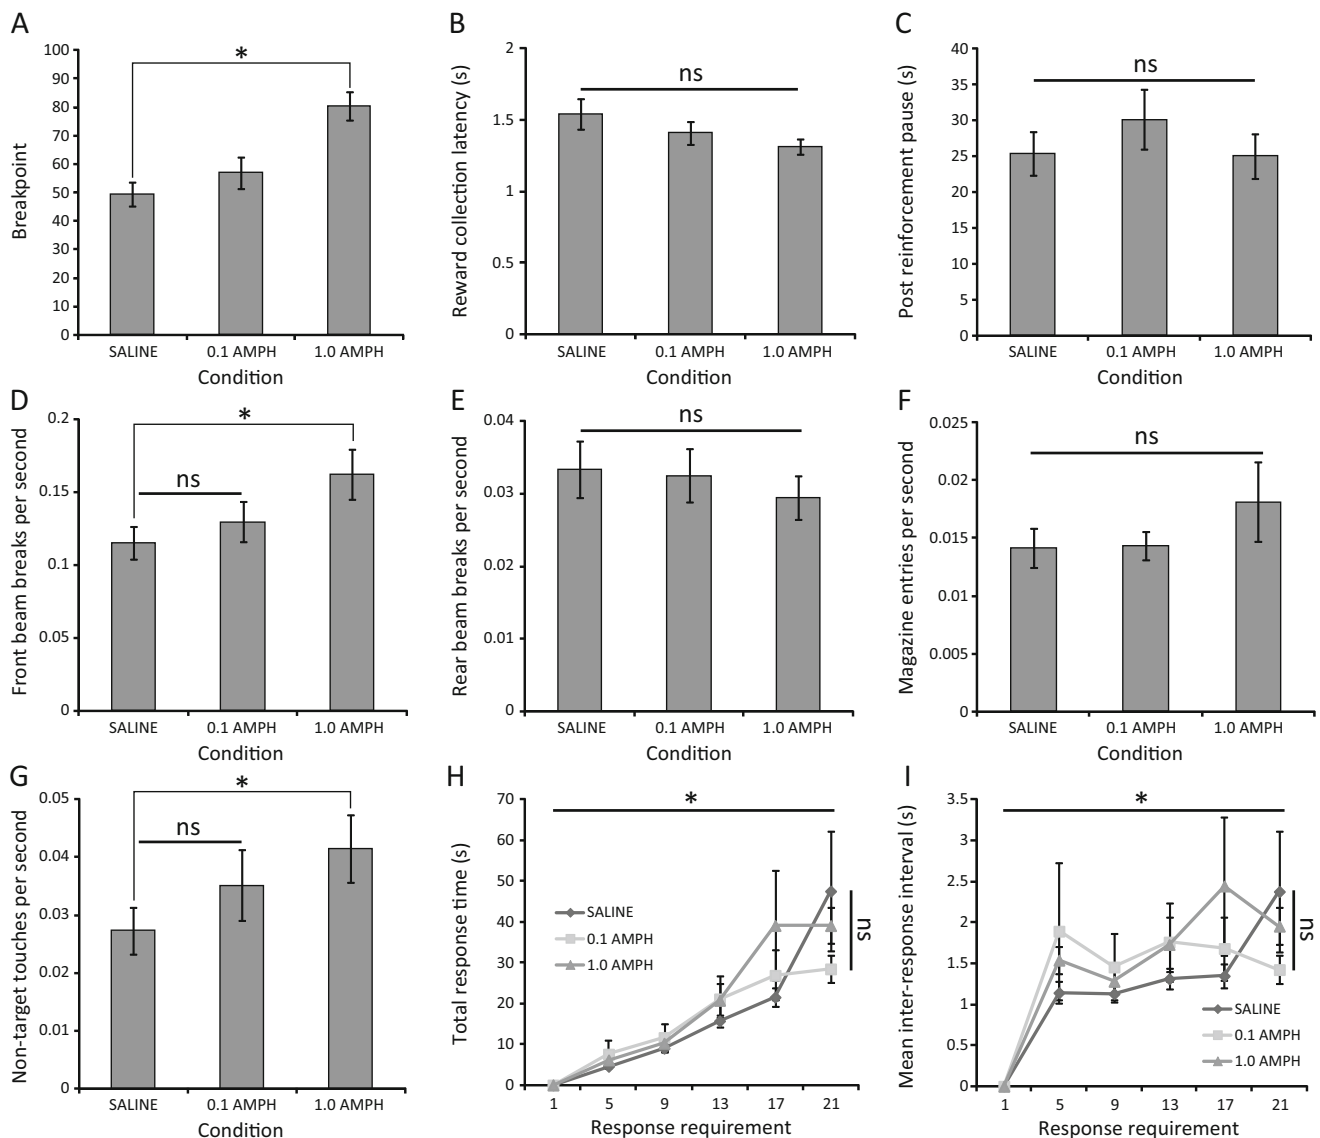 A
B
C
100
90
80
70
60
50
40
30
20
10
0
Breakpoint
*
SALINE 0.1 AMPH 1.0 AMPH
Condition
2
1.5
1
0.5
0
Reward collection latency (s)
ns
SALINE 0.1 AMPH 1.0 AMPH
Condition
40
35
30
25
20
15
10
5
0
Post reinforcement pause (s)
ns
SALINE 0.1 AMPH 1.0 AMPH
Condition
D
E
F
0.2
0.15
0.1
0.05
0
Front beam breaks per second
*
ns
SALINE 0.1 AMPH 1.0 AMPH
Condition
0.04
0.03
0.02
0.01
0
Rear beam breaks per second
ns
SALINE 0.1 AMPH 1.0 AMPH
Condition
0.025
0.02
0.015
0.01
0.005
0
Magazine entries per second
ns
SALINE 0.1 AMPH 1.0 AMPH
Condition
G
H
I
0.05
0.04
0.03
0.02
0.01
0
Non-target touches per second
*
ns
SALINE 0.1 AMPH 1.0 AMPH
Condition
70
60
50
40
30
20
10
0
Total response time (s)
*
SALINE
0.1 AMPH
1.0 AMPH
ns
1 5 9 13 17 21
Response requirement
3.5
3
2.5
2
1.5
1
0.5
0
Mean inter-response interval (s)
*
ns
SALINE
0.1 AMPH
1.0 AMPH
1 5 9 13 17 21
Response requirement